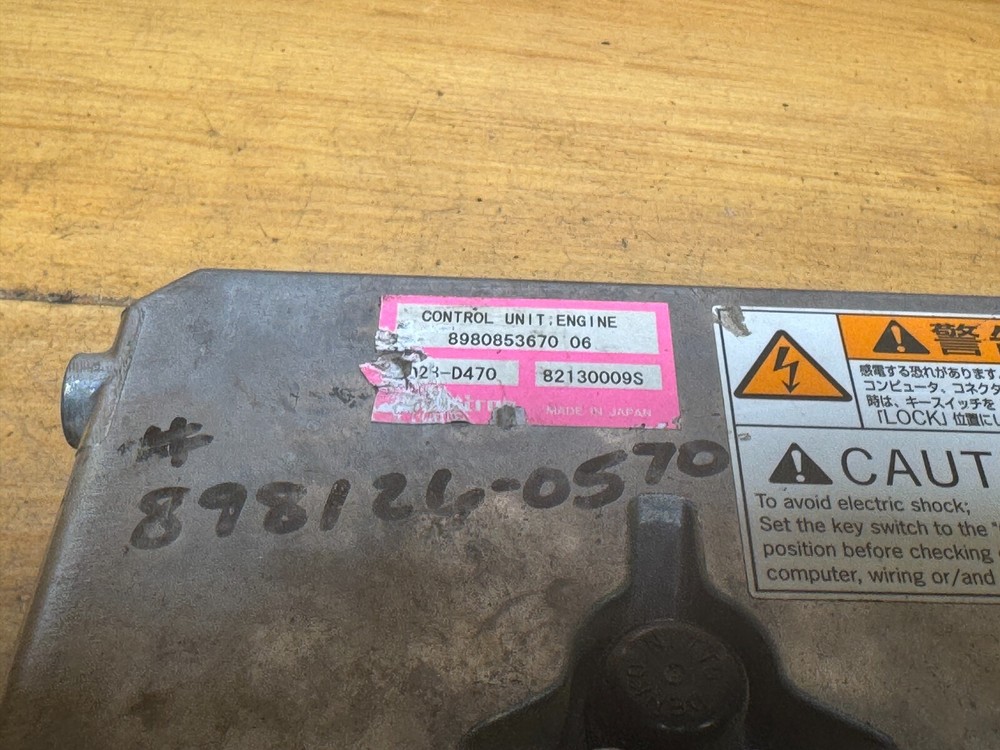 CONTROL UNIT:ENGINE
8980853670 06
02B-D470
82130009S
MADE IN JAPAN
#
898126-0570
警告
感電する恐れがあります
コンピュータ、コネクタ
時は、キースイッチを
「LOCK」位置に
CAUT
To avoid electric shock;
Set the key switch to the "
position before checking
computer, wiring or/and